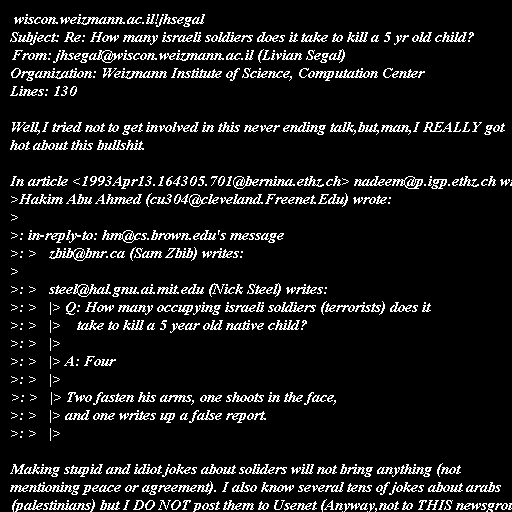 wiscon.weizmann.ac.il!jhsegal
Subject: Re: How many israeli soldiers does it take to kill a 5 yr old child?
From: jhsegal@wiscon.weizmann.ac.il (Livian Segal)
Organization: Weizmann Institute of Science, Computation Center
Lines: 130

Well,I tried not to get involved in this never ending talk,but,man,I REALLY got
hot about this bullshit.

In article <1993Apr13.164305.701@bernina.ethz.ch> nadeem@p.igp.ethz.ch
>Hakim Abu Ahmed (cu304@cleveland.Freenet.Edu) wrote:
>
>: in-reply-to: hm@cs.brown.edu's message
>: >   zbib@bnr.ca (Sam Zbib) writes:
>
>: >   steel@hal.gnu.ai.mit.edu (Nick Steel) writes:
>: >   |> Q: How many occupying israeli soldiers (terrorists) does it
>: >   |>    take to kill a 5 year old native child?
>: >   |>
>: >   |> A: Four
>: >   |>
>: >   |> Two fasten his arms, one shoots in the face,
>: >   |> and one writes up a false report.
>: >   |>

Making stupid and idiot jokes about soliders will not bring anything (not
mentioning peace or agreement). I also know several tens of jokes about arabs
(palestinians) but I DO NOT post them to Usenet (Anyway,not to THIS